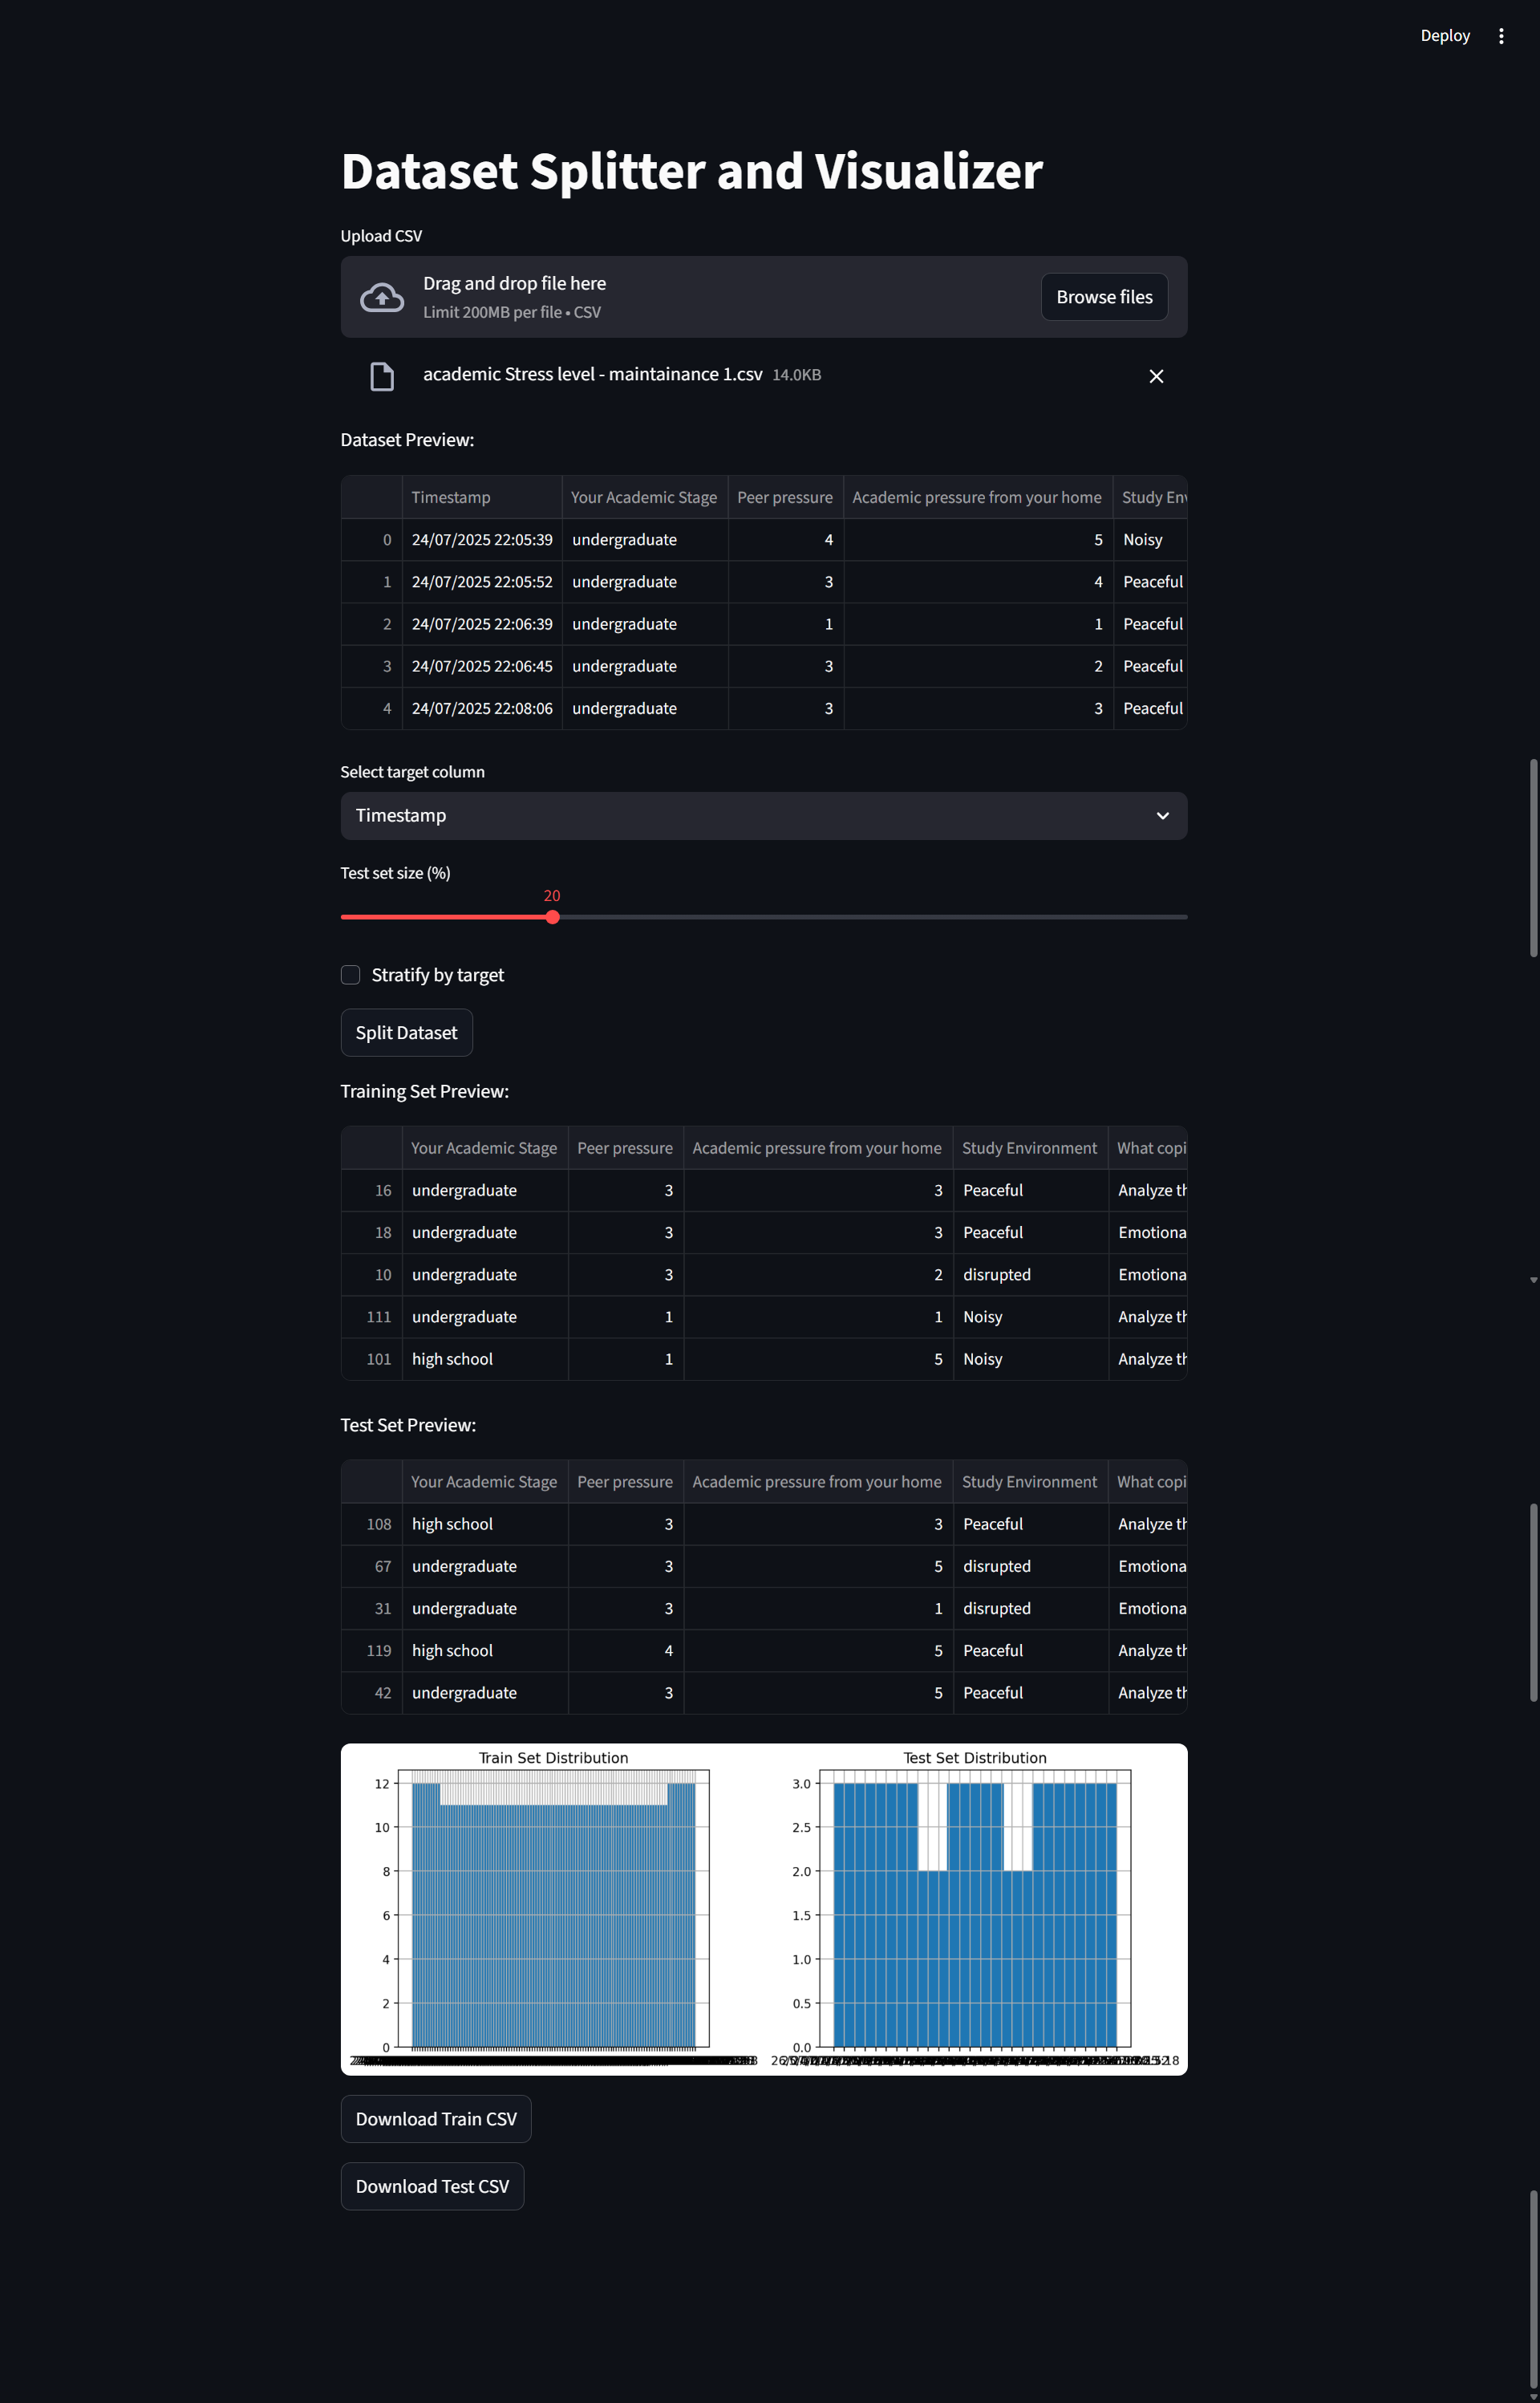 Deploy
Dataset Splitter and Visualizer
Upload CSV
Drag and drop file here
Limit 200MB per file • CSV
Browse files
academic Stress level - maintainance 1.csv 14.0KB
Dataset Preview:
Timestamp Your Academic Stage Peer pressure Academic pressure from your home Study En
0 24/07/2025 22:05:39 undergraduate 4 5 Noisy
1 24/07/2025 22:05:52 undergraduate 3 4 Peaceful
2 24/07/2025 22:06:39 undergraduate 1 1 Peaceful
3 24/07/2025 22:06:45 undergraduate 3 2 Peaceful
4 24/07/2025 22:08:06 undergraduate 3 3 Peaceful
Select target column
Timestamp
Test set size (%)
20
Stratify by target
Split Dataset
Training Set Preview:
Your Academic Stage Peer pressure Academic pressure from your home Study Environment What copi
16 undergraduate 3 3 Peaceful Analyze th
18 undergraduate 3 3 Peaceful Emotiona
10 undergraduate 3 2 disrupted Emotiona
111 undergraduate 1 1 Noisy Analyze th
101 high school 1 5 Noisy Analyze th
Test Set Preview:
Your Academic Stage Peer pressure Academic pressure from your home Study Environment What copi
108 high school 3 3 Peaceful Analyze th
67 undergraduate 3 5 disrupted Emotiona
31 undergraduate 3 1 disrupted Emotiona
119 high school 4 5 Peaceful Analyze th
42 undergraduate 3 5 Peaceful Analyze th
Train Set Distribution
12
10
8
6
4
2
0
Test Set Distribution
3.0
2.5
2.0
1.5
1.0
0.5
0.0
Download Train CSV
Download Test CSV